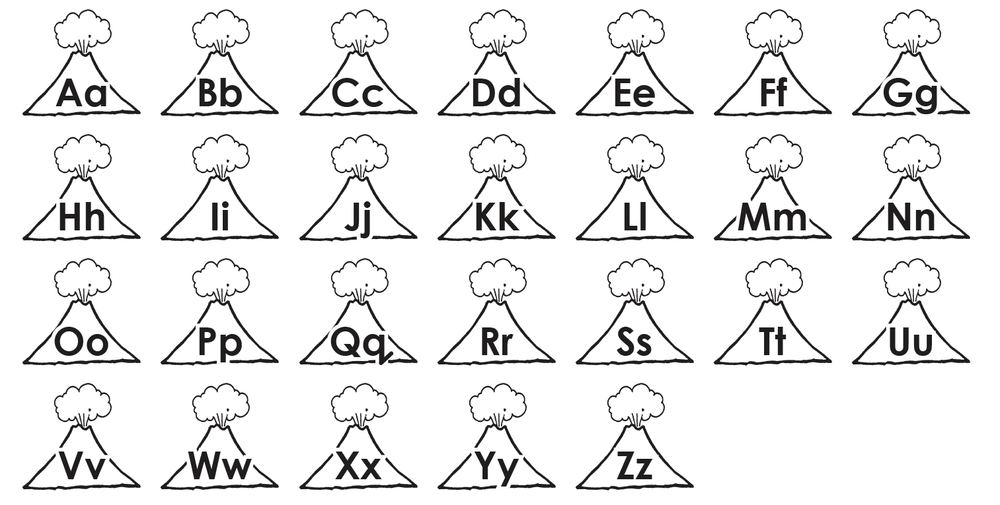 Aa Bb Cc Dd Ee Ff Gg
Hh Ii Jj Kk Ll Mm Nn
Oo Pp Qq Rr Ss Tt Uu
Vv Ww Xx Yy Zz